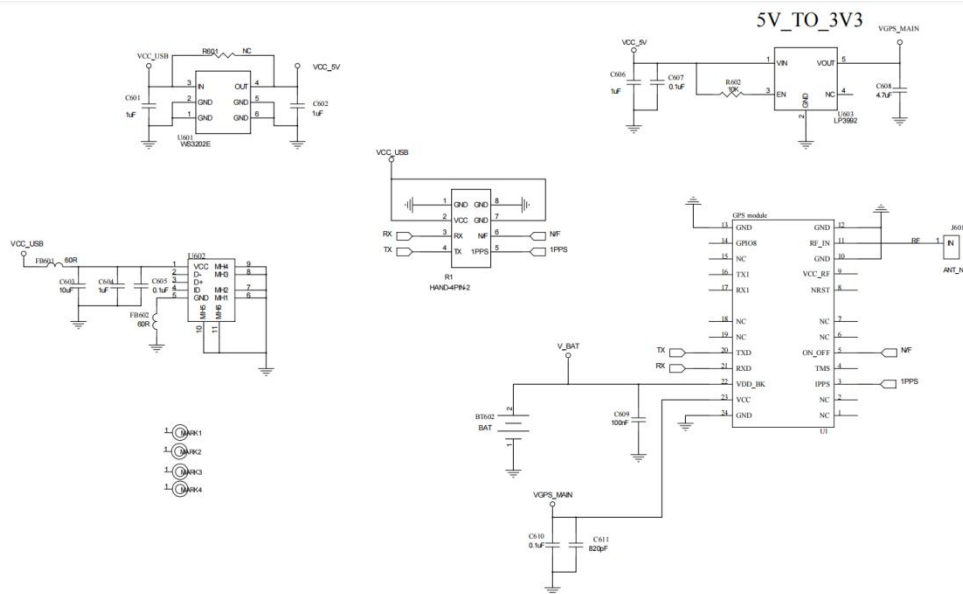 5V_TO_3V3
VCC_USB
R601 NC
VCC_5V
3 IN OUT 4
2 GND GND 5
1 GND GND 6
C601
1uF
C602
1uF
U601
WS3202E
VCC_5V
VGPS_MAIN
C606
1uF
C607
0.1uF
R602
10K
1 VIN VOUT 5
3 EN NC 4
GND
2
U603
LP3992
C608
4.7uF
VCC_USB
1 GND GND 8
2 VCC GND 7
RX 3 RX N/F 6 N/F
TX 4 TX 1PPS 5 1PPS
R1
HAND-4PIN-2
VCC_USB
FB601 60R
C603
10uF
C604
1uF
C605
0.1uF
U602
1 VCC MH4 9
2 D- MH3 8
3 D+
4 ID MH2 7
5 GND MH1 6
MH5 MH6
10 11
FB602
60R
GPS module
13 GND GND 12
14 GPIO8 RF_IN 11 RF 1 IN
15 NC GND 10
16 TX1 VCC_RF 9
17 RX1 NRST 8
18 NC NC 7
19 NC NC 6
TX 20 TXD ON_OFF 5 N/F
RX 21 RXD TMS 4
22 VDD_BK 1PPS 3 1PPS
23 VCC NC 2
24 GND NC 1
U1
J601
V_BAT
BT602
BAT
2
1
C609
100nF
VGPS_MAIN
C610
0.1uF
C611
820pF
1 MARK1
1 MARK2
1 MARK3
1 MARK4